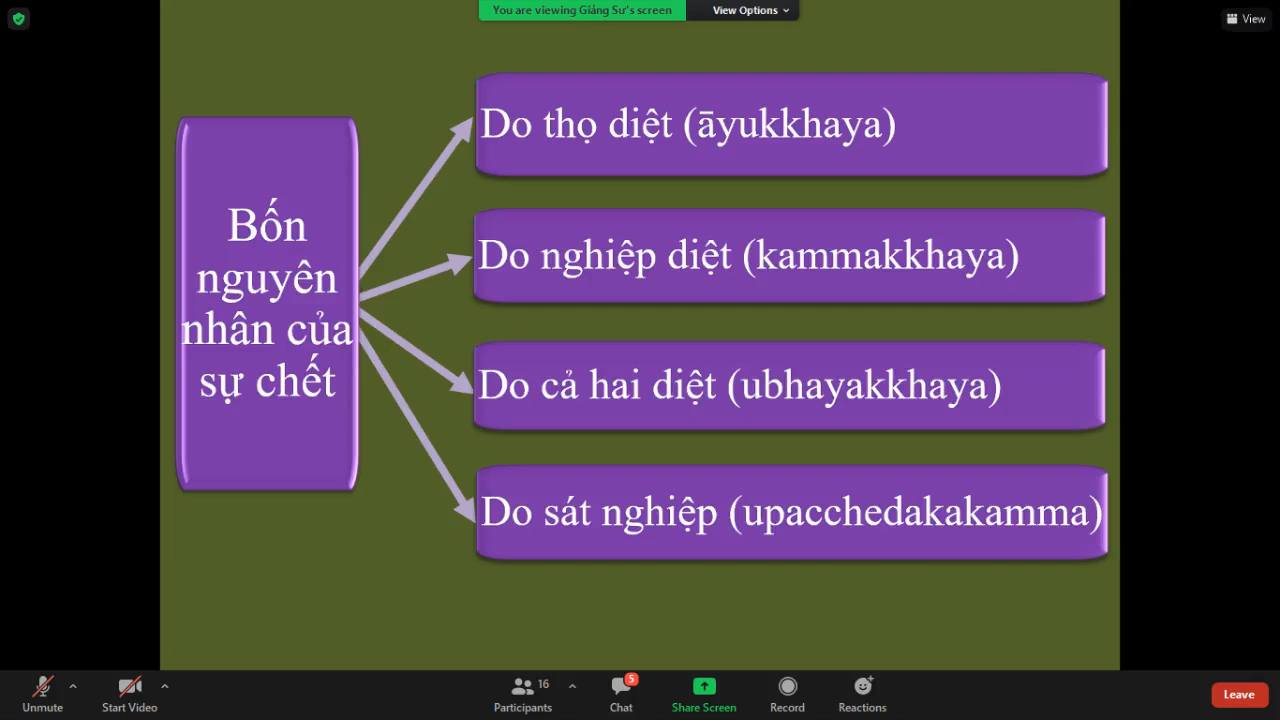 You are viewing Giảng Sư's screen
View Options
View
Bốn
nguyên
nhân của
sự chết
Do thọ diệt (āyukkhaya)
Do nghiệp diệt (kammakkhaya)
Do cả hai diệt (ubhayakkhaya)
Do sát nghiệp (upacchedakakamma)
Unmute
Start Video
16
Participants
5
Chat
Share Screen
Record
Reactions
Leave